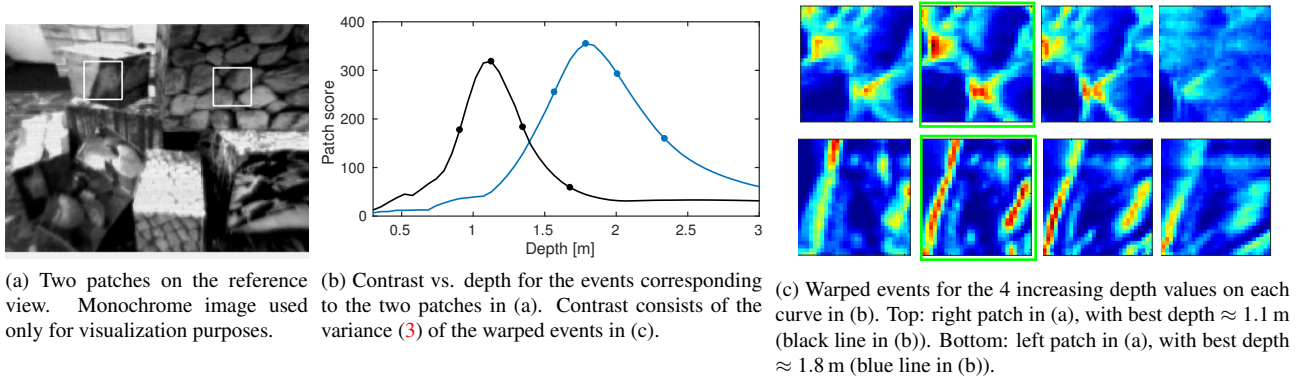 400
300
200
100
0
Patch score
0.5 1 1.5 2 2.5 3
Depth [m]
(a) Two patches on the reference
view. Monochrome image used
only for visualization purposes.
(b) Contrast vs. depth for the events corresponding
to the two patches in (a). Contrast consists of the
variance (3) of the warped events in (c).
(c) Warped events for the 4 increasing depth values on each
curve in (b). Top: right patch in (a), with best depth ≈ 1.1 m
(black line in (b)). Bottom: left patch in (a), with best depth
≈ 1.8 m (blue line in (b)).